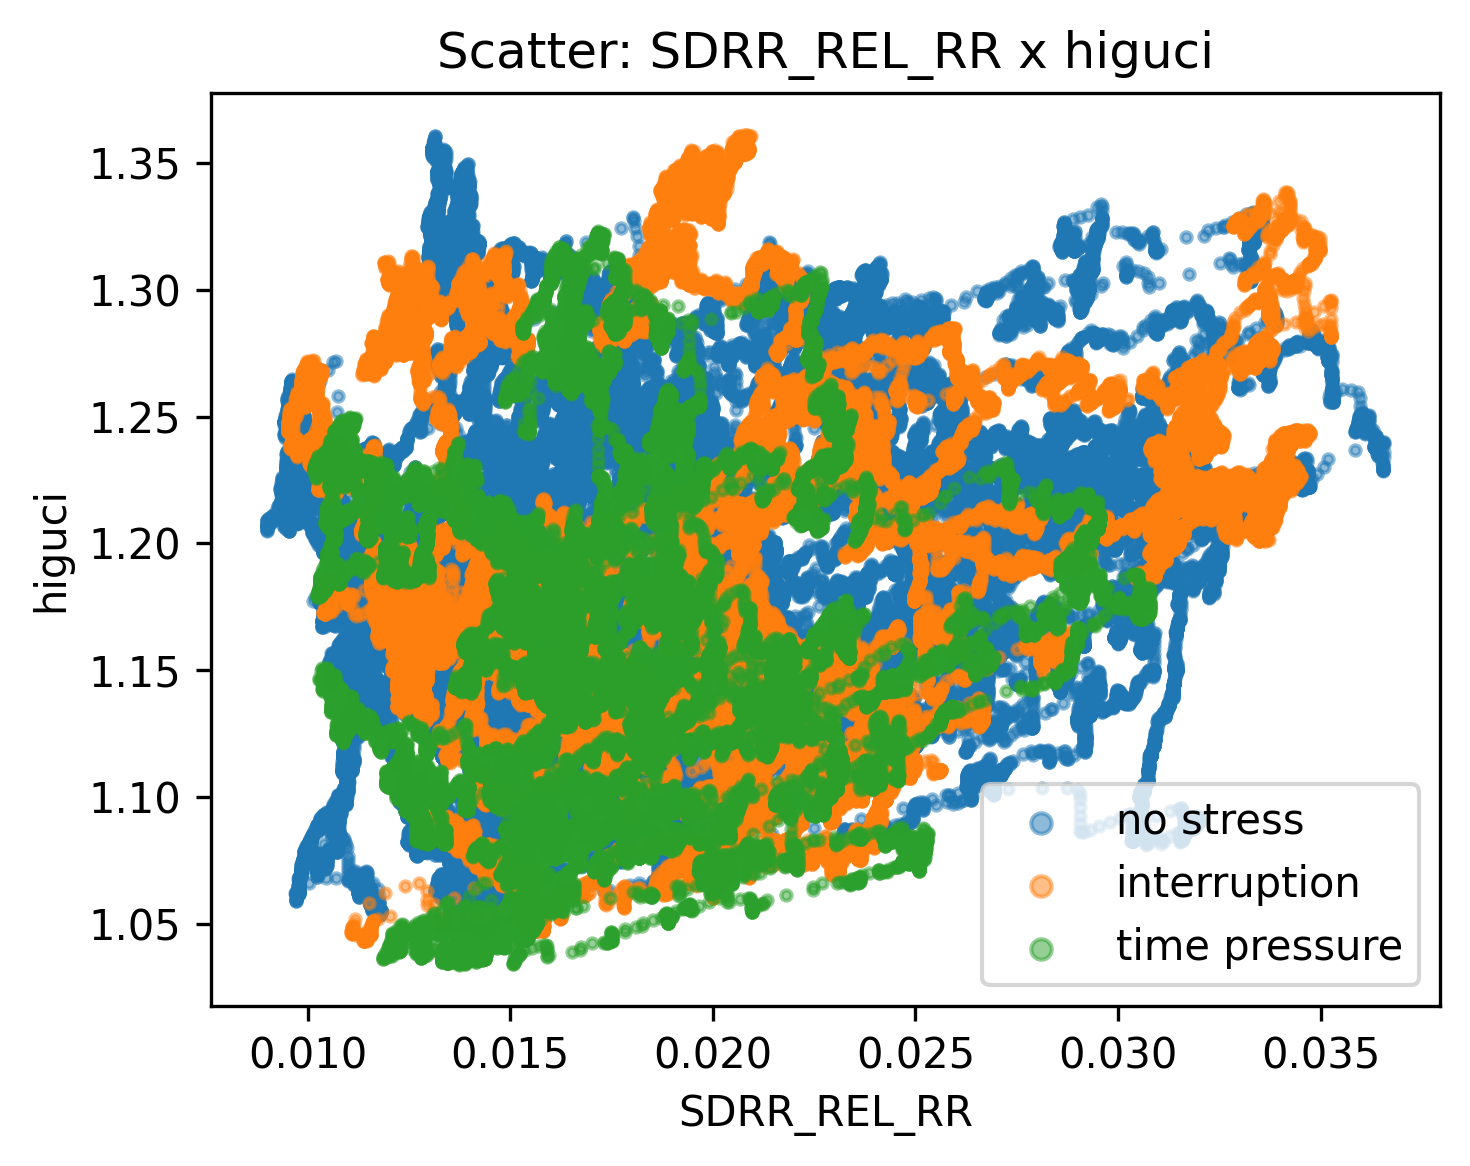 Scatter: SDRR_REL_RR x higuci
1.35
1.30
1.25
1.20
1.15
1.10
1.05
higuci
no stress
interruption
time pressure
0.010 0.015 0.020 0.025 0.030 0.035
SDRR_REL_RR